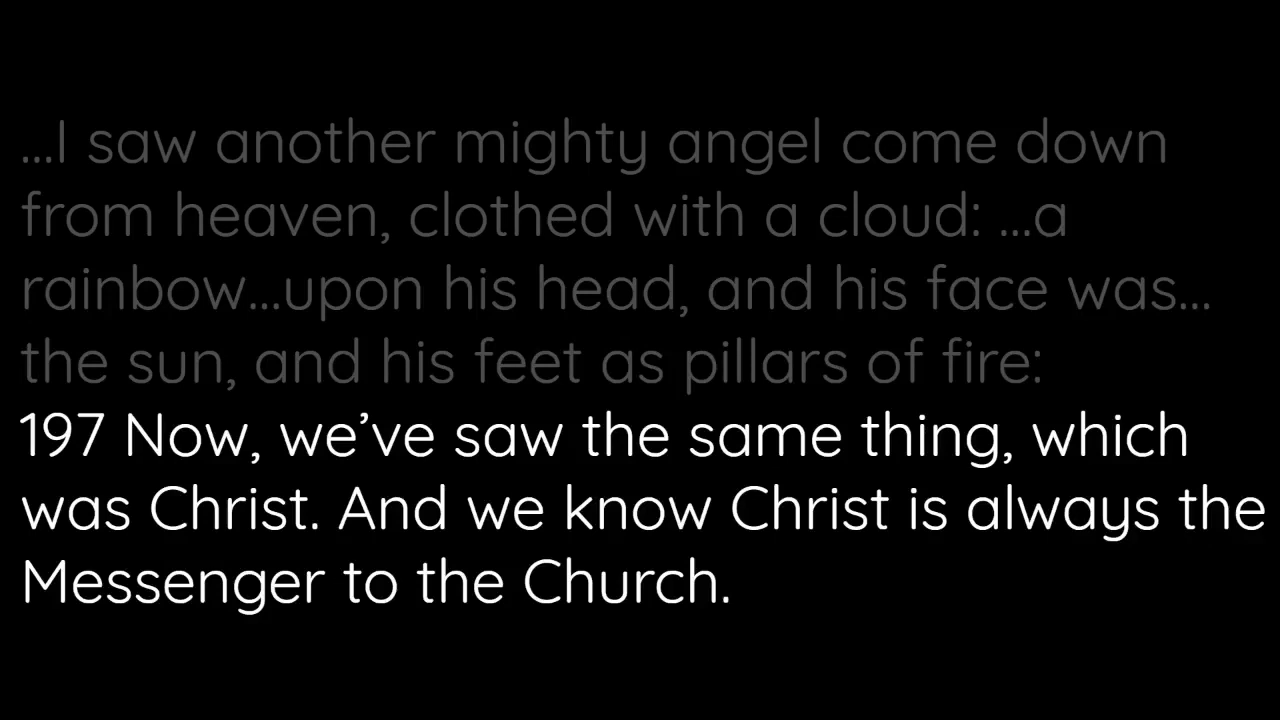 ...I saw another mighty angel come down
from heaven, clothed with a cloud: ...a
rainbow...upon his head, and his face was...
the sun, and his feet as pillars of fire:
197 Now, we’ve saw the same thing, which
was Christ. And we know Christ is always the
Messenger to the Church.